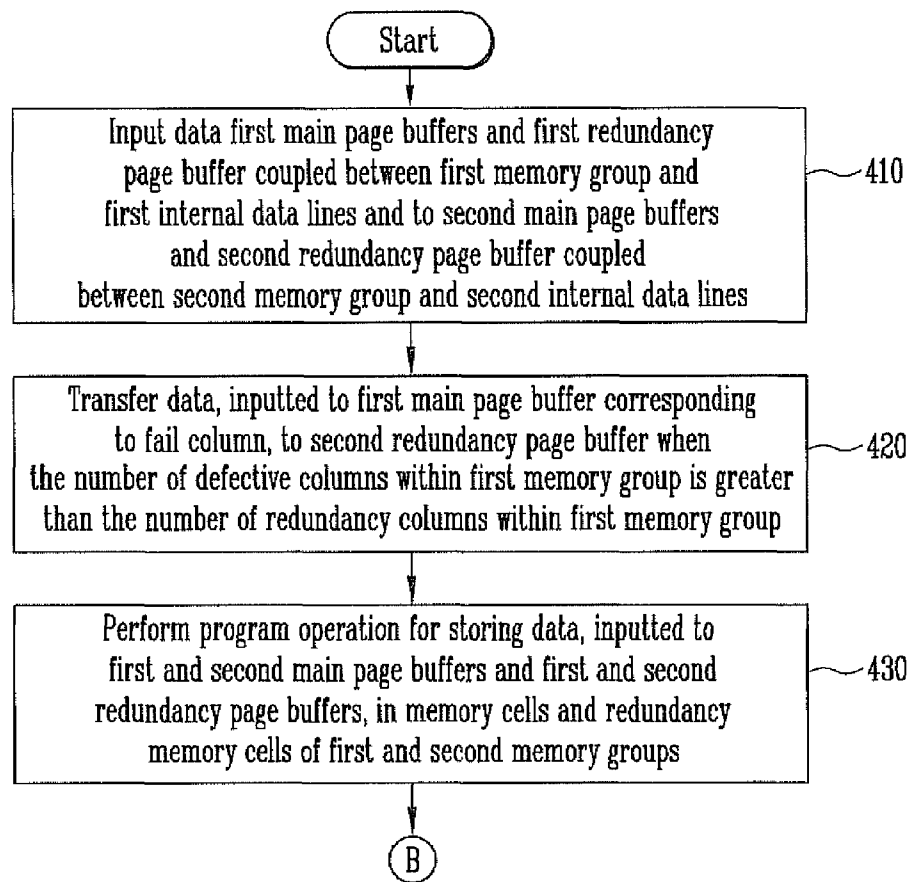 Start
Input data first main page buffers and first redundancy
page buffer coupled between first memory group and
first internal data lines and to second main page buffers
and second redundancy page buffer coupled
between second memory group and second internal data lines
410
Transfer data, inputted to first main page buffer corresponding
to fail column, to second redundancy page buffer when
the number of defective columns within first memory group is greater
than the number of redundancy columns within first memory group
420
Perform program operation for storing data, inputted to
first and second main page buffers and first and second
redundancy page buffers, in memory cells and redundancy
memory cells of first and second memory groups
430
B